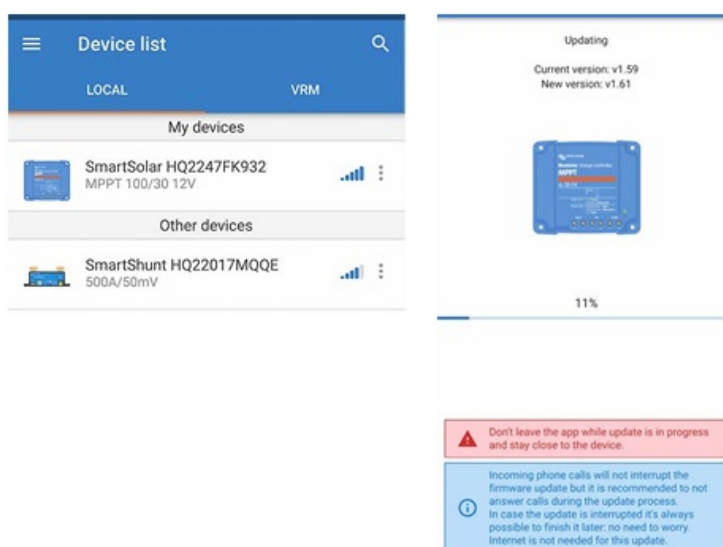 Device list
LOCAL VRM
My devices
SmartSolar HQ2247FK932
MPPT 100/30 12V
Other devices
SmartShunt HQ22017MQQE
500A/50mV
Updating
Current version: v1.59
New version: v1.61
MPPT
11%
Don't leave the app while update is in progress
and stay close to the device.
Incoming phone calls will not interrupt the
firmware update but it is recommended to not
answer calls during the update process.
In case the update is interrupted it's always
possible to finish it later: no need to worry.
Internet is not needed for this update.